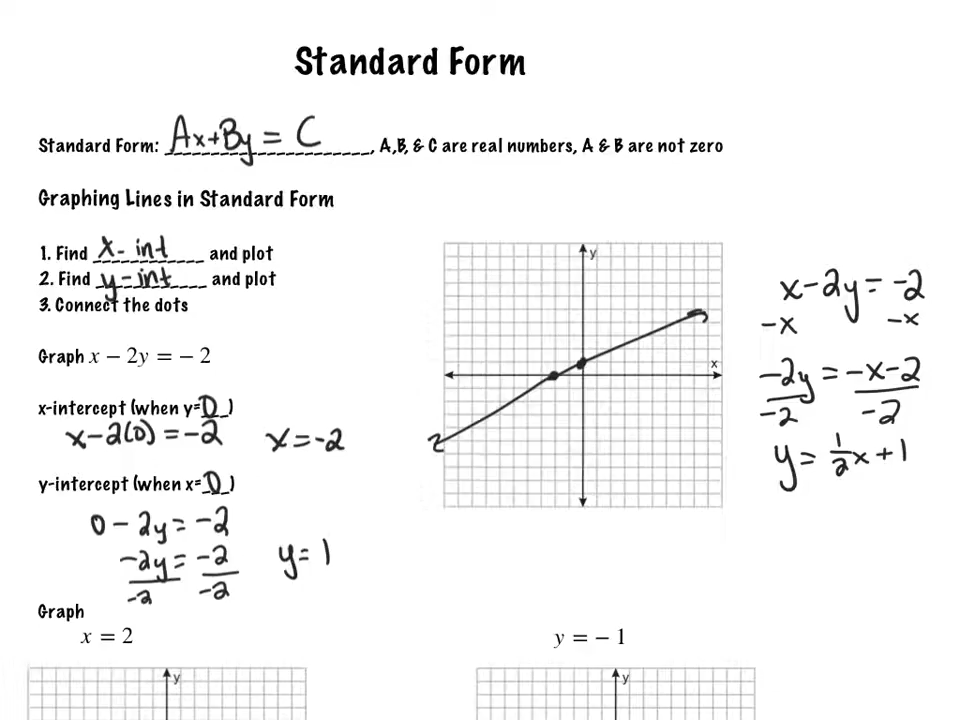 Standard Form
Standard Form: Ax+By = C, A,B, & C are real numbers, A & B are not zero
Graphing Lines in Standard Form
1. Find x-int and plot
2. Find y-int and plot
3. Connect the dots
Graph x − 2y = − 2
x-intercept (when y=0)
x-2(0) = -2 x=-2
y-intercept (when x=0)
0 - 2y = -2
-2y = -2 y= 1
-2 -2
y
x
x-2y = -2
-x -x
-2y = -x-2
-2 -2
y = 1/2x+1
Graph
x = 2 y = − 1
y y